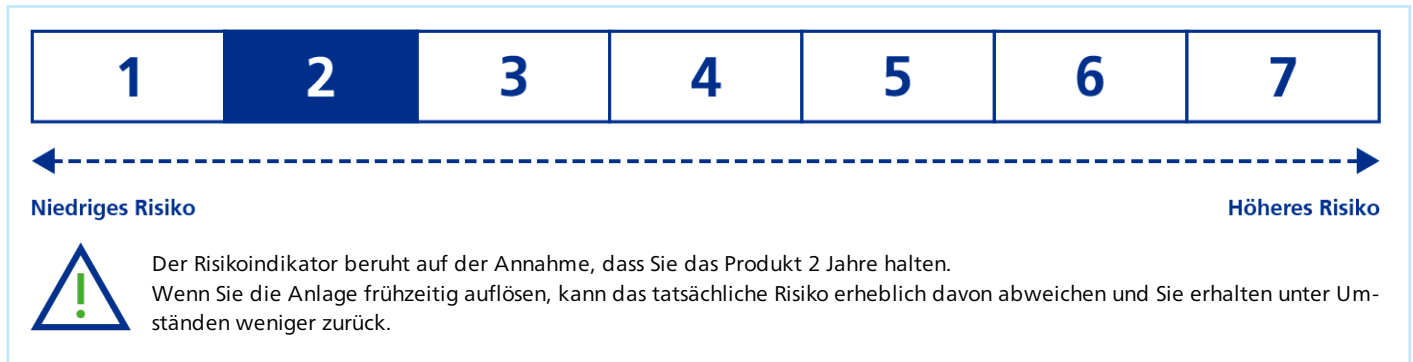 1 2 3 4 5 6 7
Niedriges Risiko Höheres Risiko
!
Der Risikoindikator beruht auf der Annahme, dass Sie das Produkt 2 Jahre halten.
Wenn Sie die Anlage frühzeitig auflösen, kann das tatsächliche Risiko erheblich davon abweichen und Sie erhalten unter Um-
ständen weniger zurück.